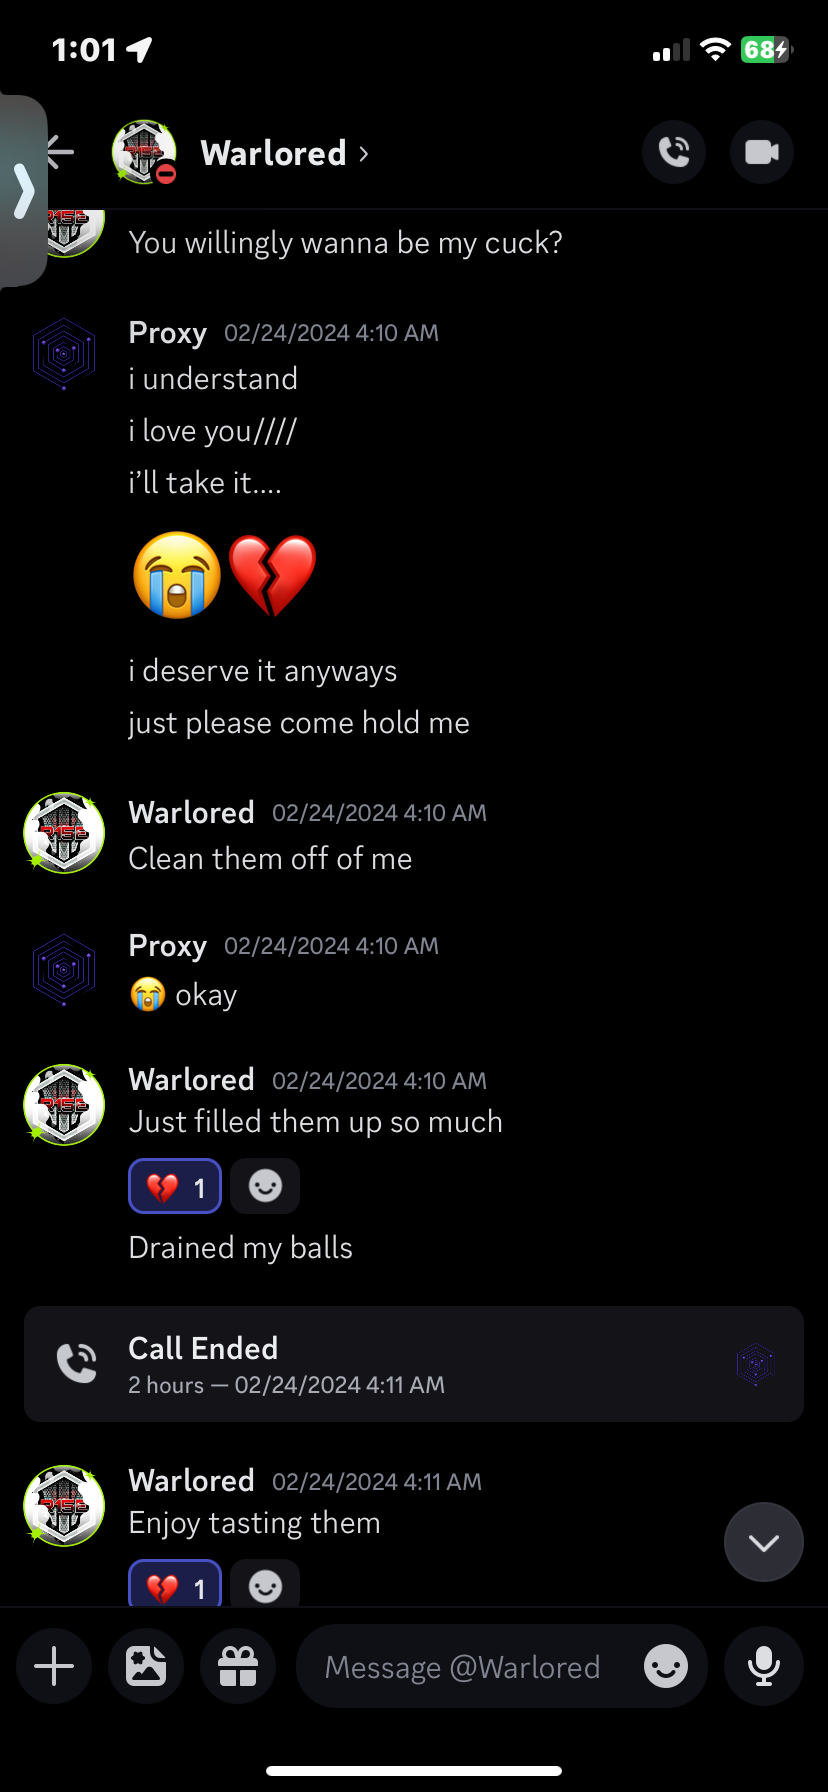 1:01
68
Warlored
You willingly wanna be my cuck?
Proxy 02/24/2024 4:10 AM
i understand
i love you////
i'll take it....
😭💔
i deserve it anyways
just please come hold me
Warlored 02/24/2024 4:10 AM
Clean them off of me
Proxy 02/24/2024 4:10 AM
😭 okay
Warlored 02/24/2024 4:10 AM
Just filled them up so much
💔 1
Drained my balls
Call Ended
2 hours — 02/24/2024 4:11 AM
Warlored 02/24/2024 4:11 AM
Enjoy tasting them
💔 1
Message @Warlored